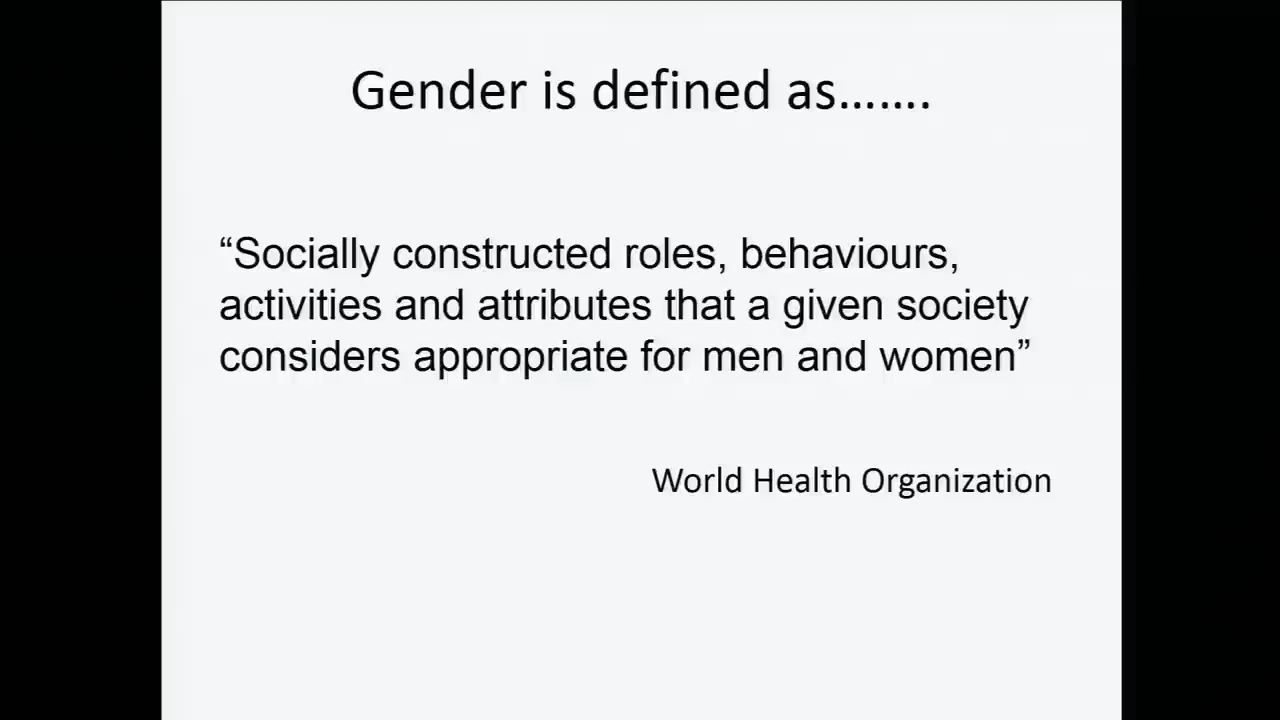 Gender is defined as…….
“Socially constructed roles, behaviours,
activities and attributes that a given society
considers appropriate for men and women”
World Health Organization